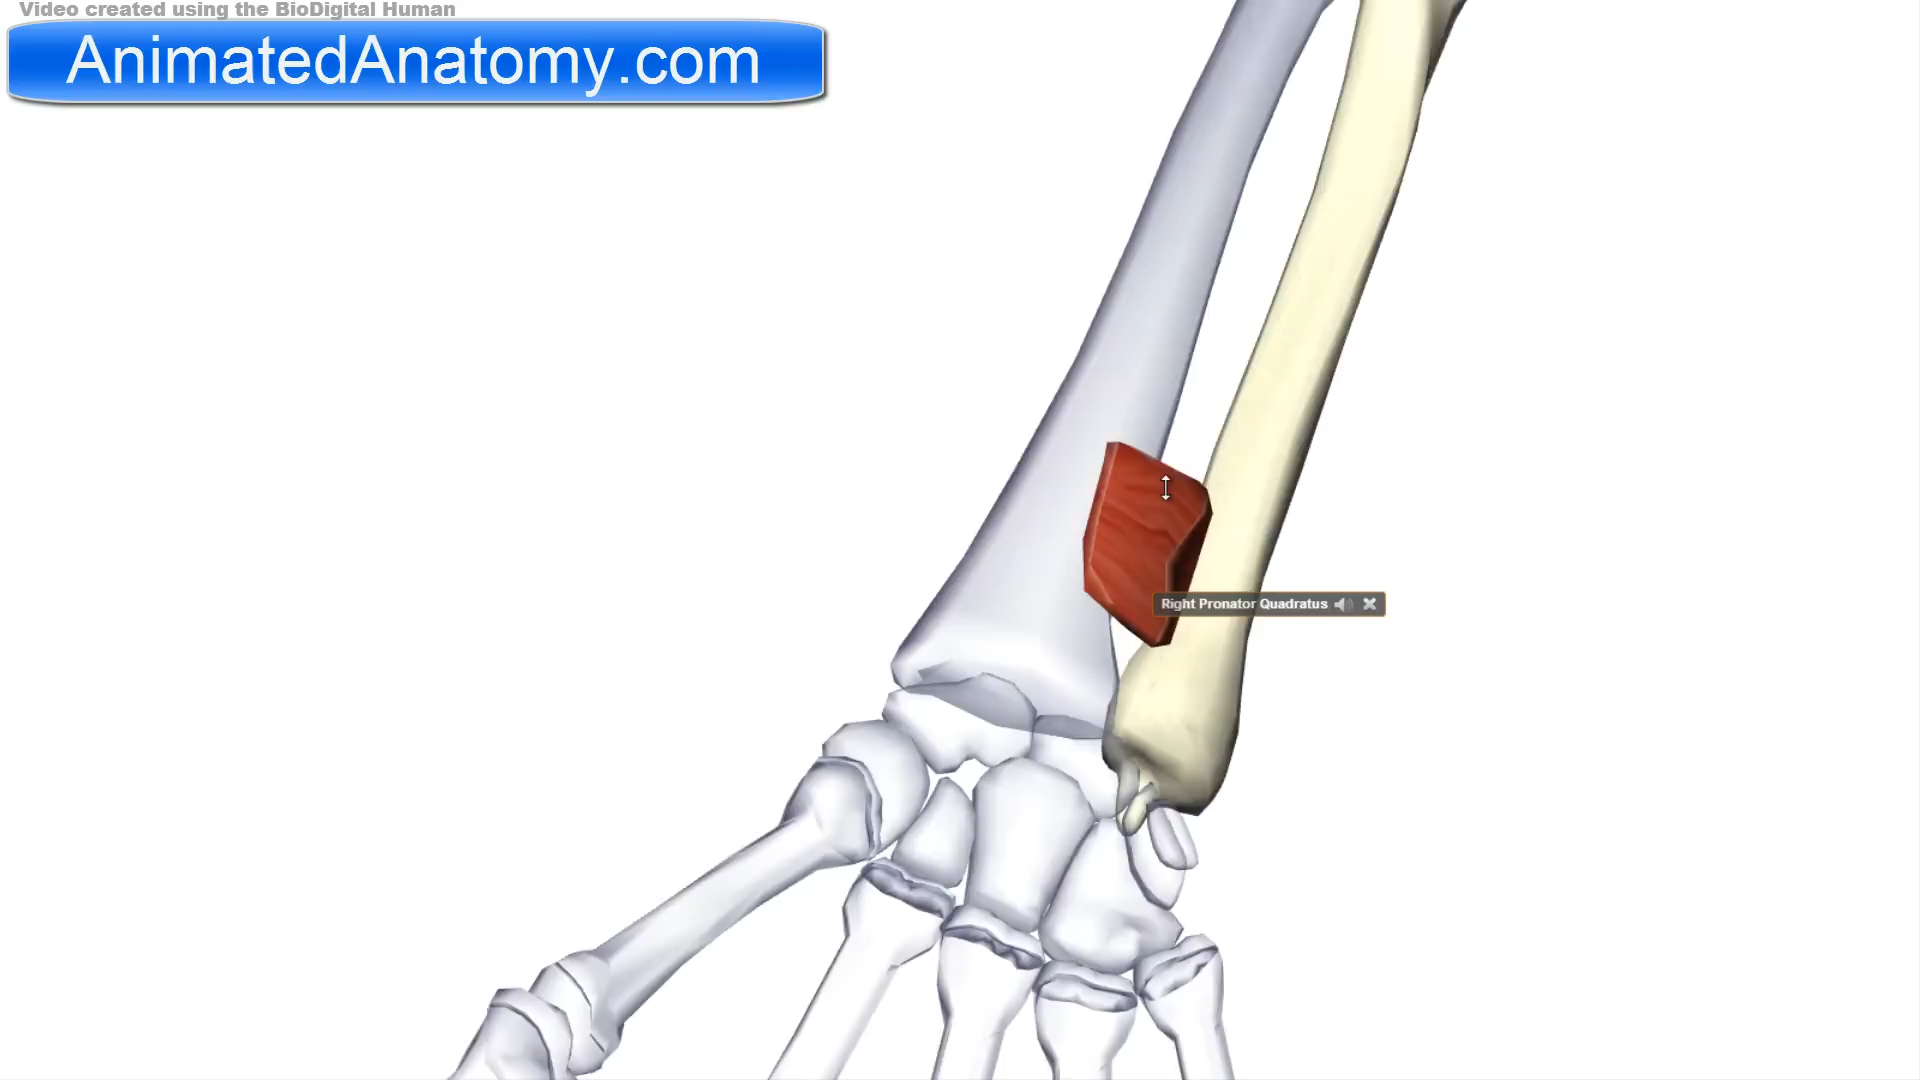 Video created using the BioDigital Human
AnimatedAnatomy.com
Right Pronator Quadratus